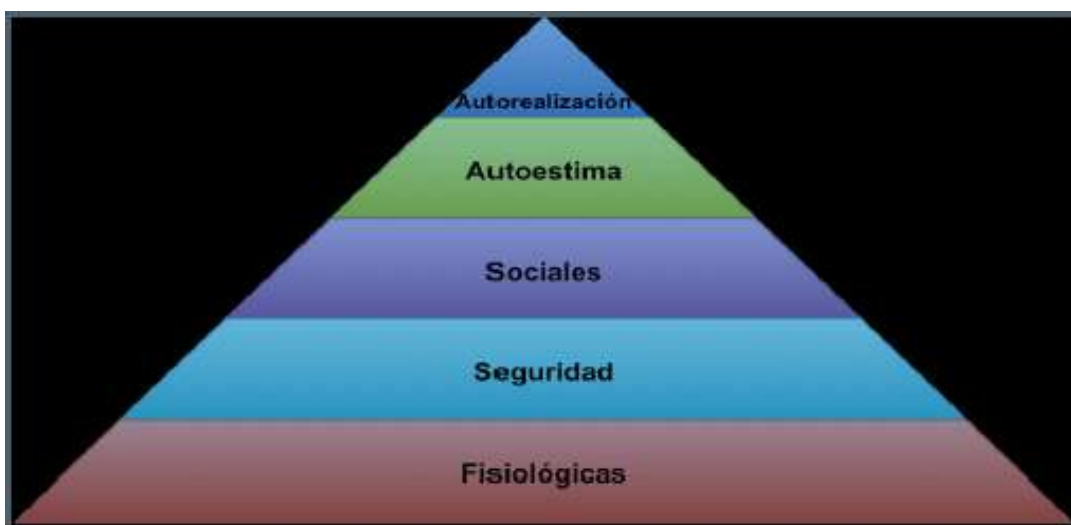 Autorealización
Autoestima
Sociales
Seguridad
Fisiológicas